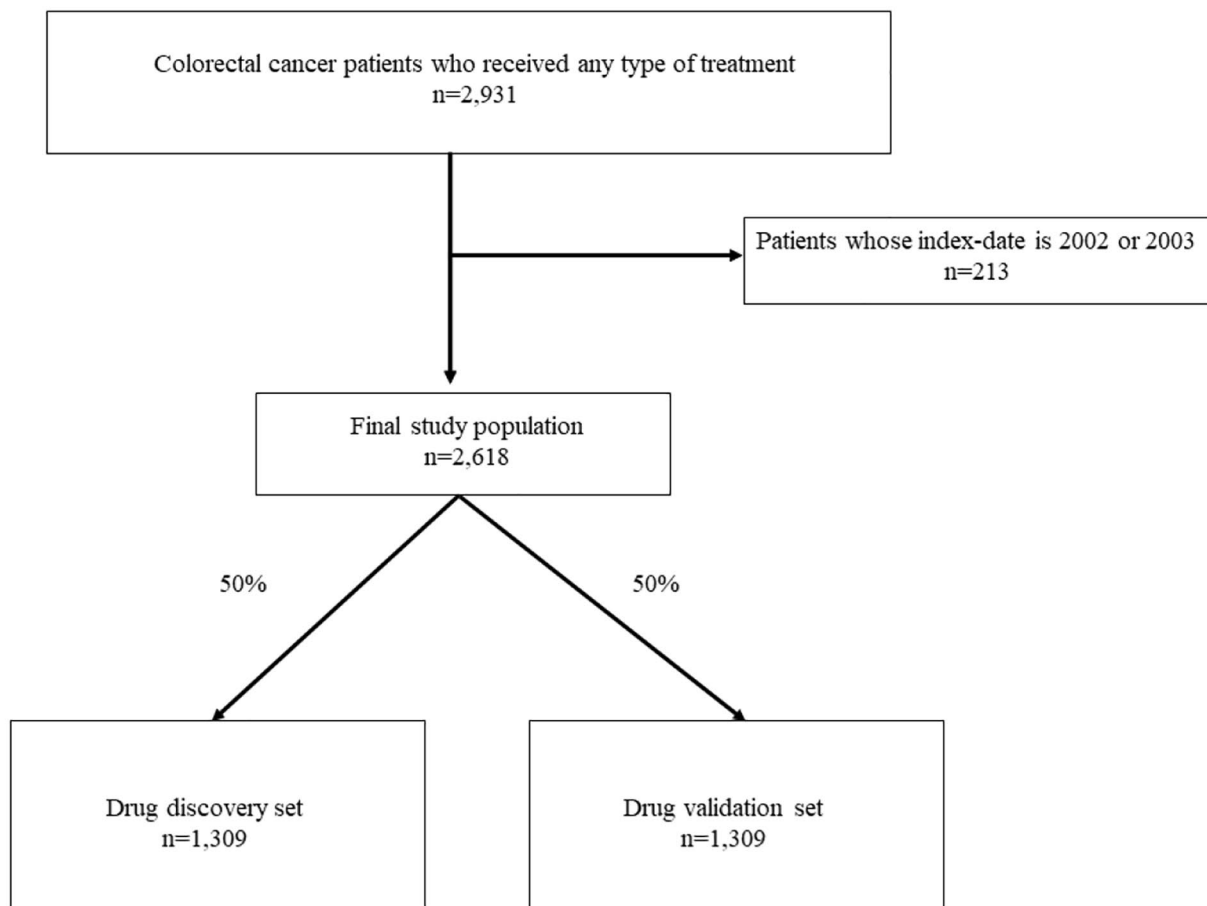 Colorectal cancer patients who received any type of treatment
n=2,931
Patients whose index-date is 2002 or 2003
n=213
Final study population
n=2,618
50%
50%
Drug discovery set
n=1,309
Drug validation set
n=1,309